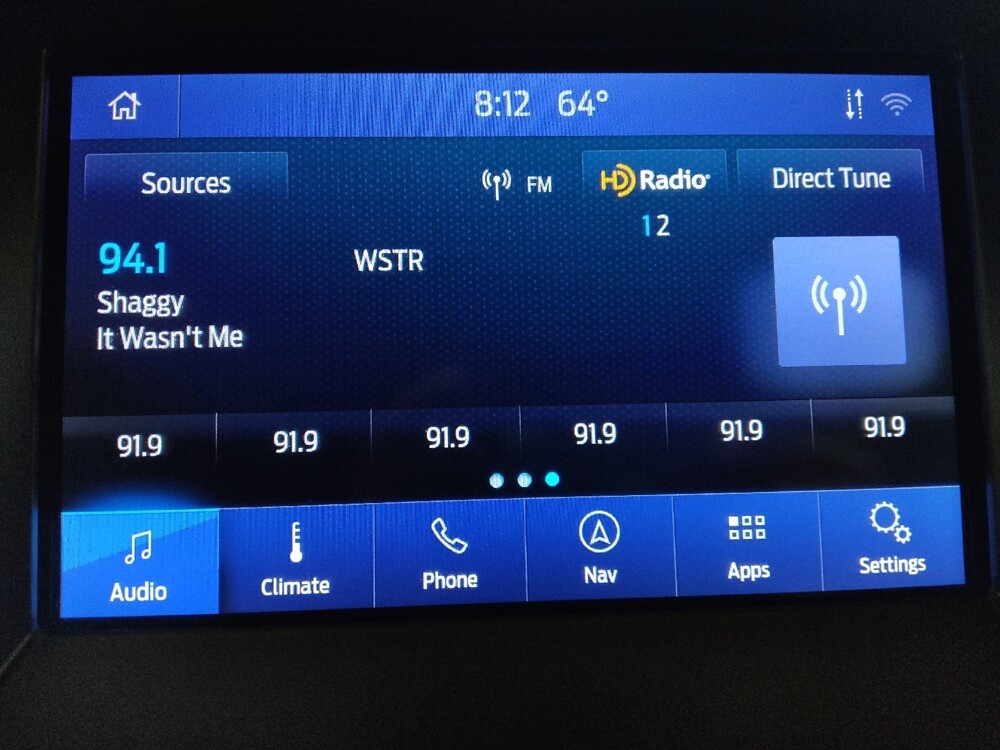 8:12 64°
Sources FM HD Radio Direct Tune
1 2
94.1 WSTR
Shaggy
It Wasn't Me
91.9 91.9 91.9 91.9 91.9 91.9
Audio Climate Phone Nav Apps Settings